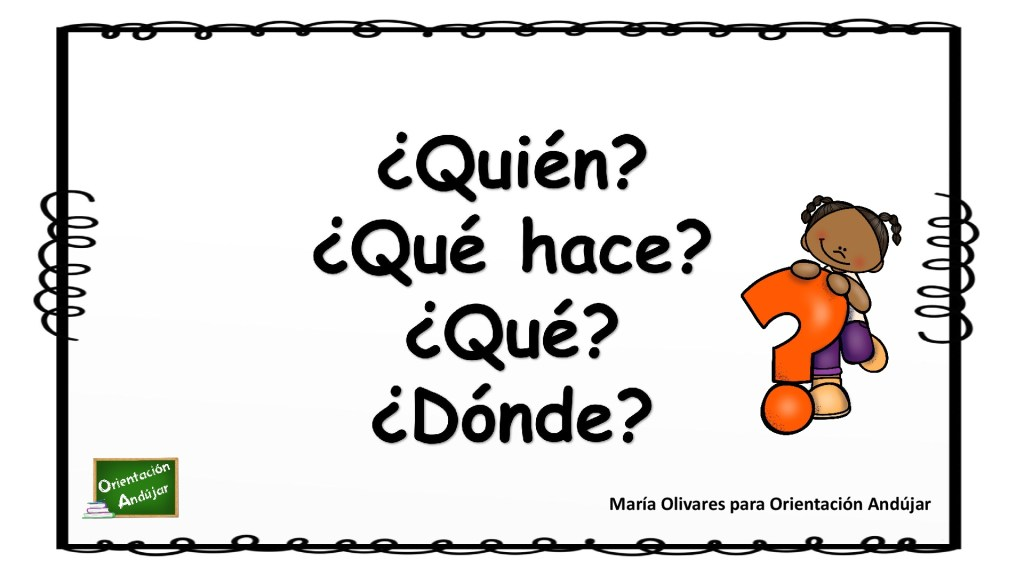 ¿Quién?
¿Qué hace?
¿Qué?
¿Dónde?
Orientación
Andújar
María Olivares para Orientación Andújar